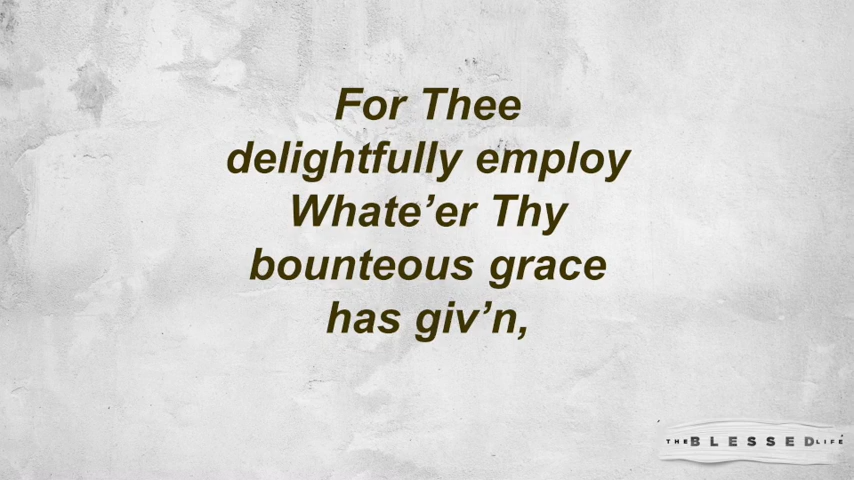 For Thee
delightfully employ
Whate’er Thy
bounteous grace
has giv’n,
THE BLESSED LIFE